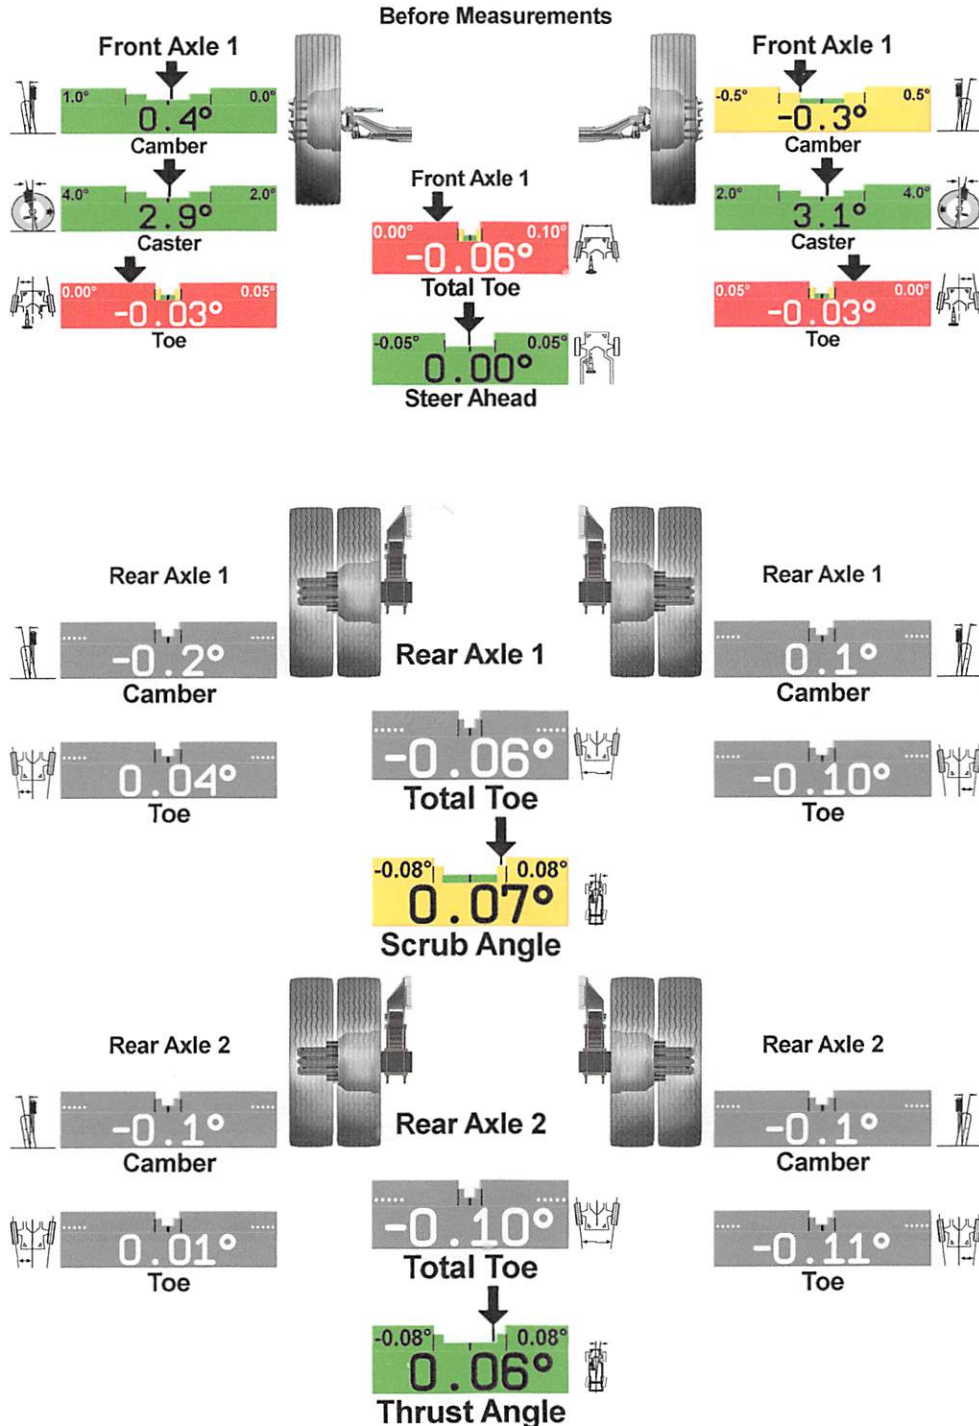 Before Measurements
Front Axle 1
1.0° 0.0°
0.4°
Camber
4.0° 2.0°
2.9°
Caster
0.00° 0.05°
-0.03°
Toe
Front Axle 1
0.00° 0.10°
-0.06°
Total Toe
-0.05° 0.05°
0.00°
Steer Ahead
Front Axle 1
-0.5° 0.5°
-0.3°
Camber
2.0° 4.0°
3.1°
Caster
0.05° 0.00°
-0.03°
Toe
Rear Axle 1
-0.2°
Camber
0.04°
Toe
Rear Axle 1
-0.06°
Total Toe
-0.08° 0.08°
0.07°
Scrub Angle
Rear Axle 1
0.1°
Camber
-0.10°
Toe
Rear Axle 2
-0.1°
Camber
0.01°
Toe
Rear Axle 2
-0.10°
Total Toe
-0.08° 0.08°
0.06°
Thrust Angle
Rear Axle 2
-0.1°
Camber
-0.11°
Toe